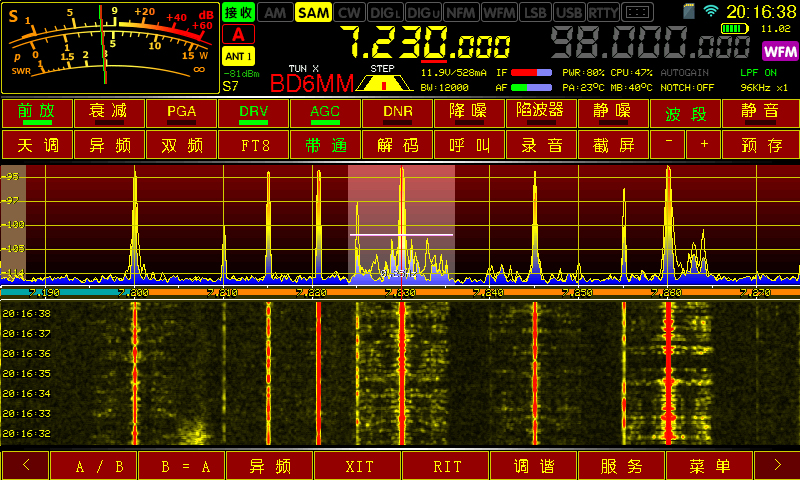 S 1 5 9 +20 +40 dB +60
P 0 1.5 2 3 5 10 15 W
SWR 1 ∞
接收 AM SAM CW DIGL DIGU NFM WFM LSB USB RTTY
20:16:38
A 7.230.000 98.000.000 11.02
ANT 1 WFM
-81dBm TUN X STEP 11.9V/528mA IF PWR:80% CPU:47% AUTOGAIN LPF ON
S7 BD6MM BW:12000 AF PA:23°C MB:40°C NOTCH:OFF 96KHz x1
前放 衰减 PGA DRV AGC DNR 降噪 陷波器 静噪 波段 静音
天调 异频 双频 FT8 带通 解码 呼叫 录音 截屏 - + 预存
-93
-97
-100
-105
7.190 7.200 7.210 7.220 7.230 7.240 7.250 7.260 7.270
20:16:38
20:16:37
20:16:36
20:16:35
20:16:34
20:16:33
20:16:32
< A / B B = A 异频 XIT RIT 调谐 服务 菜单 >